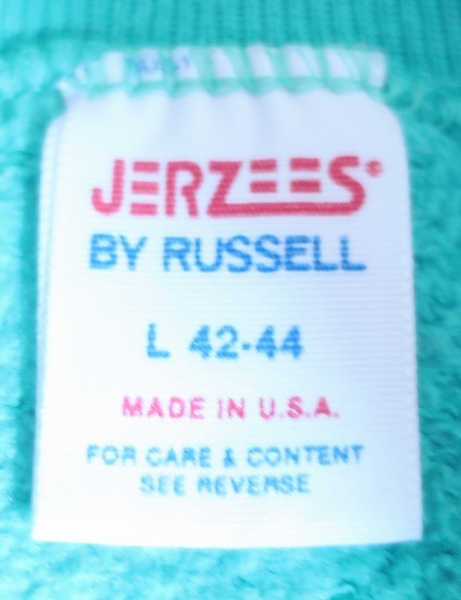 JERZEES®
BY RUSSELL
L 42-44
MADE IN U.S.A.
FOR CARE & CONTENT
SEE REVERSE